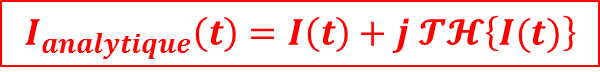 I_analytique(t) = I(t) + j 𝒯ℋ{I(t)}